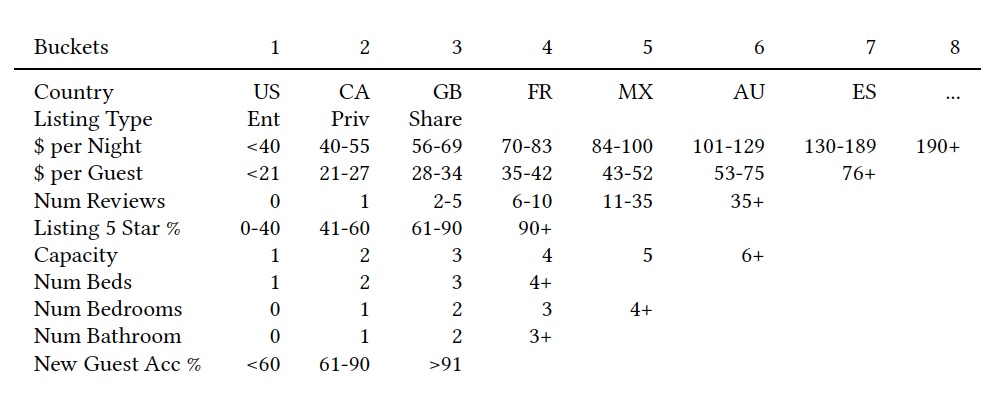 Buckets 1 2 3 4 5 6 7 8
Country US CA GB FR MX AU ES ...
Listing Type Ent Priv Share
$ per Night <40 40-55 56-69 70-83 84-100 101-129 130-189 190+
$ per Guest <21 21-27 28-34 35-42 43-52 53-75 76+
Num Reviews 0 1 2-5 6-10 11-35 35+
Listing 5 Star % 0-40 41-60 61-90 90+
Capacity 1 2 3 4 5 6+
Num Beds 1 2 3 4+
Num Bedrooms 0 1 2 3 4+
Num Bathroom 0 1 2 3+
New Guest Acc % <60 61-90 >91